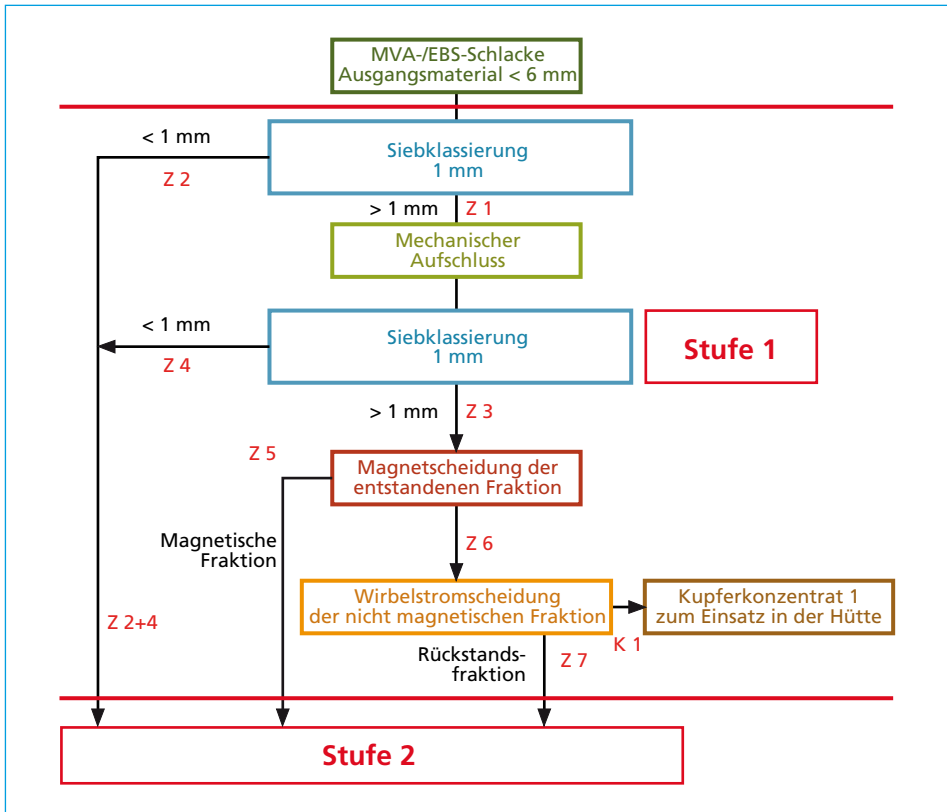 MVA-/EBS-Schlacke
Ausgangsmaterial < 6 mm
< 1 mm
Z 2
Siebklassierung
1 mm
> 1 mm
Z 1
Mechanischer
Aufschluss
< 1 mm
Z 4
Siebklassierung
1 mm
Stufe 1
> 1 mm
Z 3
Z 5
Magnetscheidung der
entstandenen Fraktion
Magnetische
Fraktion
Z 6
Wirbelstromscheidung
der nicht magnetischen Fraktion
Kupferkonzentrat 1
zum Einsatz in der Hütte
K 1
Z 2+4
Rückstands-
fraktion
Z 7
Stufe 2